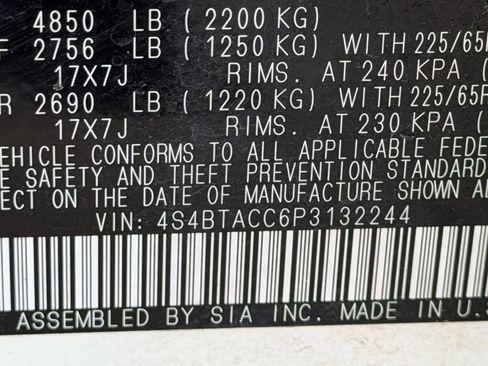 4850 LB ( 2200 KG)
F 2756 LB ( 1250 KG) WITH 225/65R
17X7J RIMS. AT 240 KPA (
R 2690 LB ( 1220 KG) WITH 225/65R
17X7J RIMS. AT 230 KPA (
VEHICLE CONFORMS TO ALL APPLICABLE FEDE
E SAFETY AND THEFT PREVENTION STANDARD
ECT ON THE DATE OF MANUFACTURE SHOWN A
VIN: 4S4BTACC6P3132244
ASSEMBLED BY SIA INC. MADE IN U.S